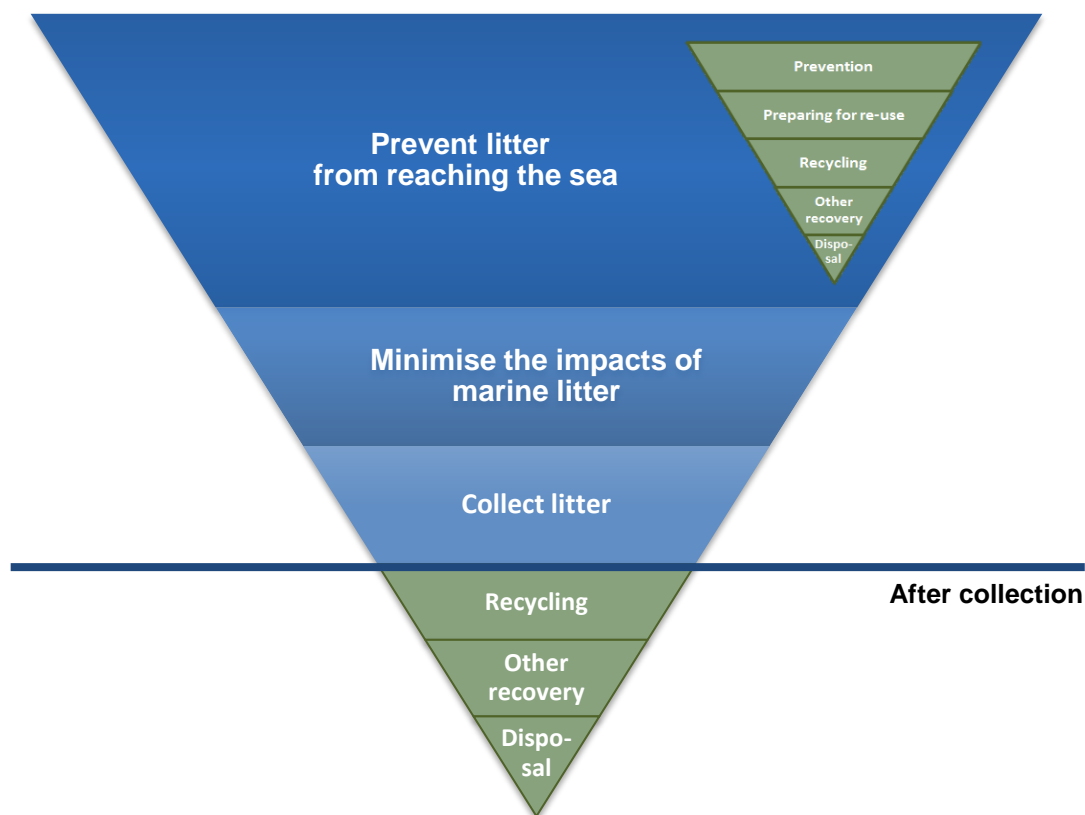 Prevention
Preparing for re-use
Recycling
Other
recovery
Dispo-
sal
Prevent litter
from reaching the sea
Minimise the impacts of
marine litter
Collect litter
After collection
Recycling
Other
recovery
Dispo-
sal